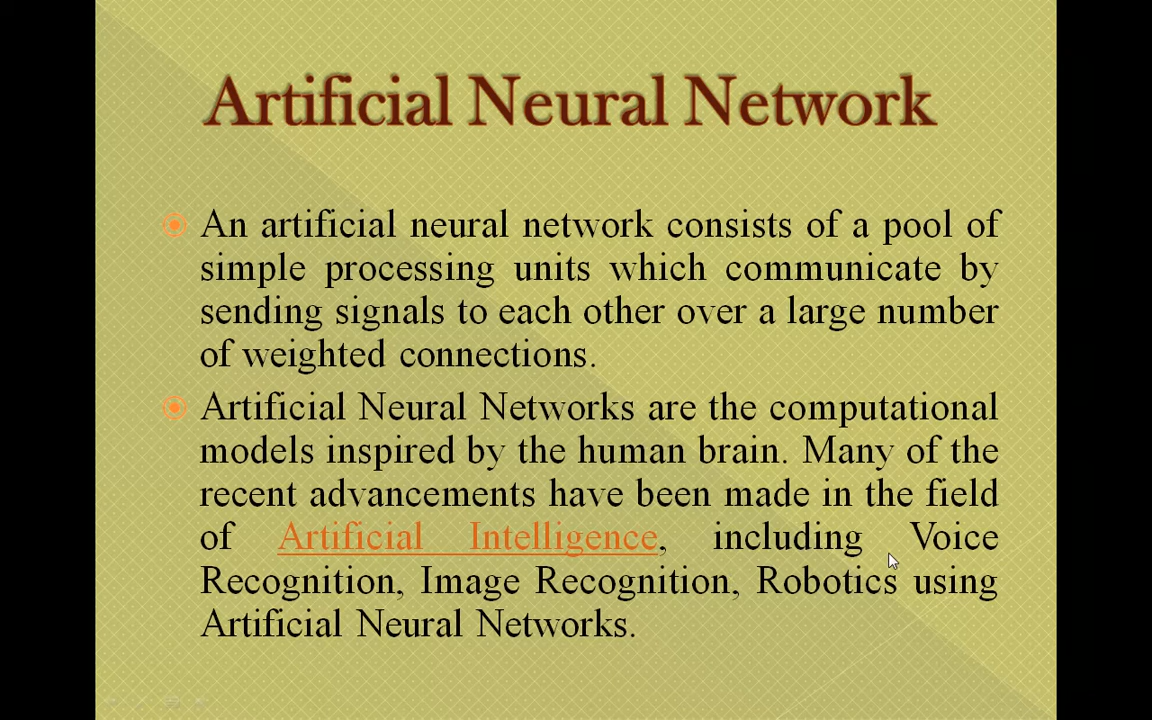 Artificial Neural Network
An artificial neural network consists of a pool of
simple processing units which communicate by
sending signals to each other over a large number
of weighted connections.
Artificial Neural Networks are the computational
models inspired by the human brain. Many of the
recent advancements have been made in the field
of Artificial Intelligence, including Voice
Recognition, Image Recognition, Robotics using
Artificial Neural Networks.